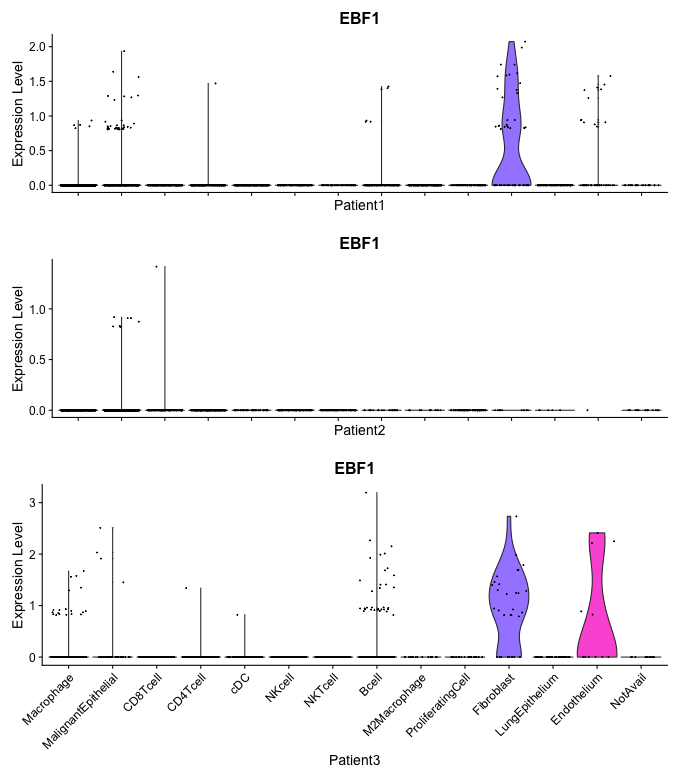 EBF1
Expression Level
2.0
1.5
1.0
0.5
0.0
Patient1
EBF1
Expression Level
1.0
0.5
0.0
Patient2
EBF1
Expression Level
3
2
1
0
Macrophage
MalignantEpithelial
CD8Tcell
CD4Tcell
cDC
NKcell
NKTcell
Bcell
M2Macrophage
ProliferatingCell
Fibroblast
LungEpithelium
Endothelium
NotAvail
Patient3